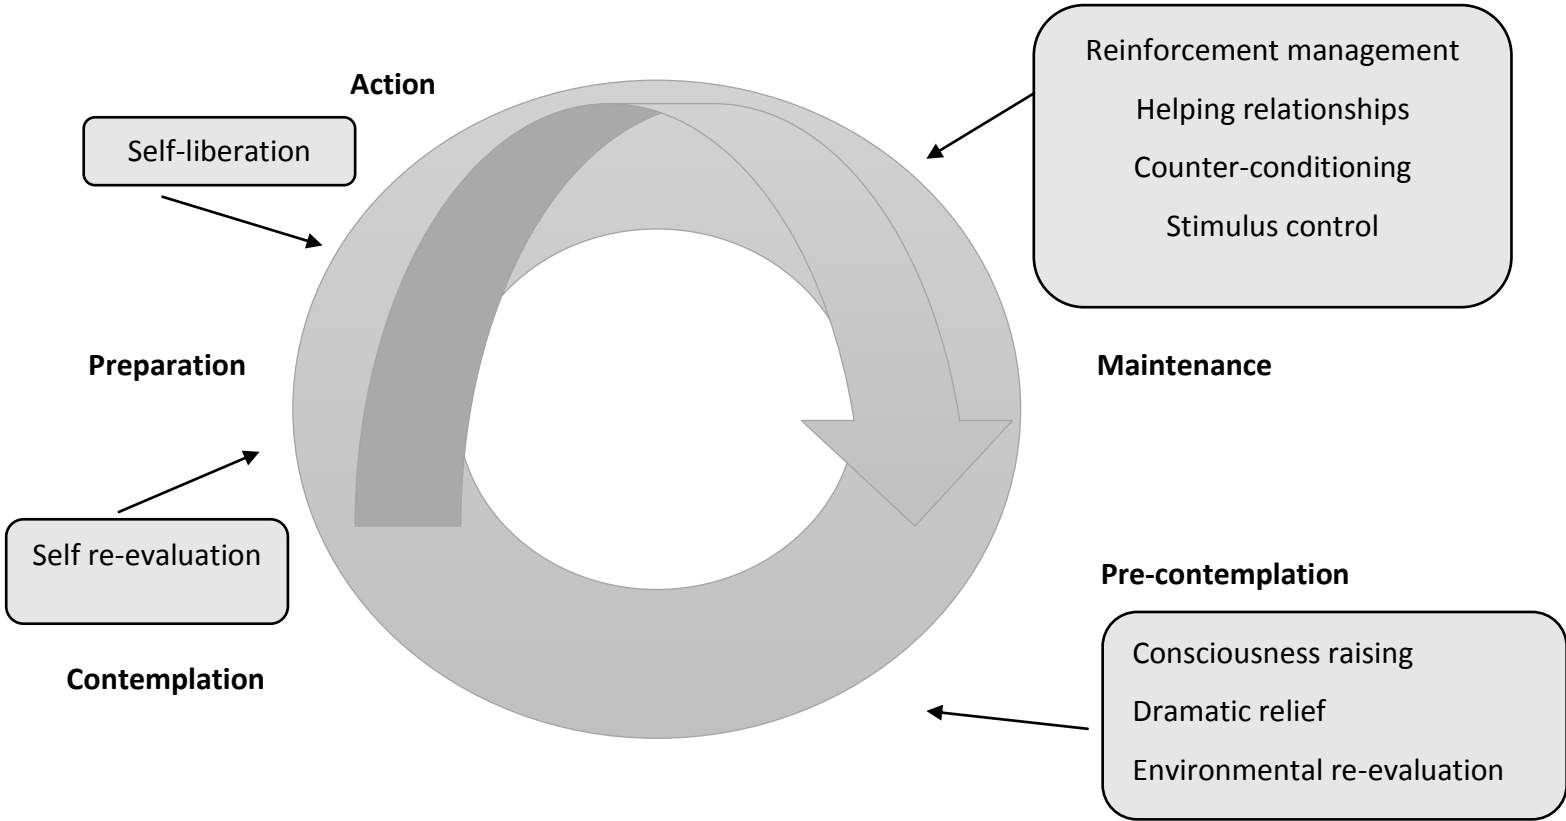 Action
Self-liberation
Preparation
Self re-evaluation
Contemplation
Reinforcement management
Helping relationships
Counter-conditioning
Stimulus control
Maintenance
Pre-contemplation
Consciousness raising
Dramatic relief
Environmental re-evaluation